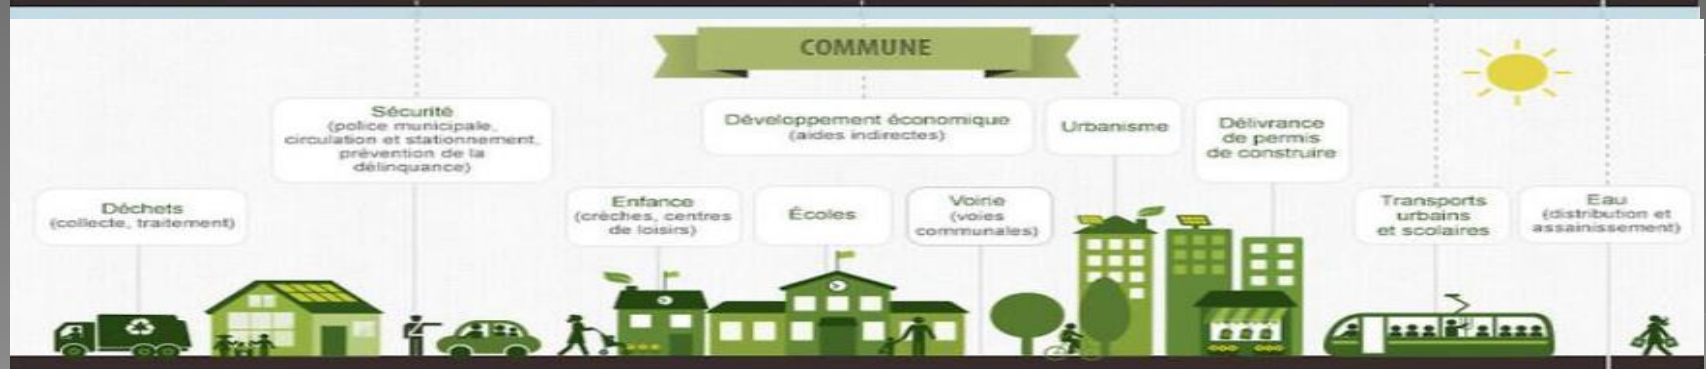 COMMUNE
Sécurité
(police municipale,
circulation et stationnement,
prévention de la
délinquance)
Développement économique
(aides indirectes)
Urbanisme
Délivrance
de permis
de construire
Déchets
(collecte, traitement)
Enfance
(crèches, centres
de loisirs)
Écoles
Voirie
(voies
communales)
Transports
urbains
et scolaires
Eau
(distribution et
assainissement)